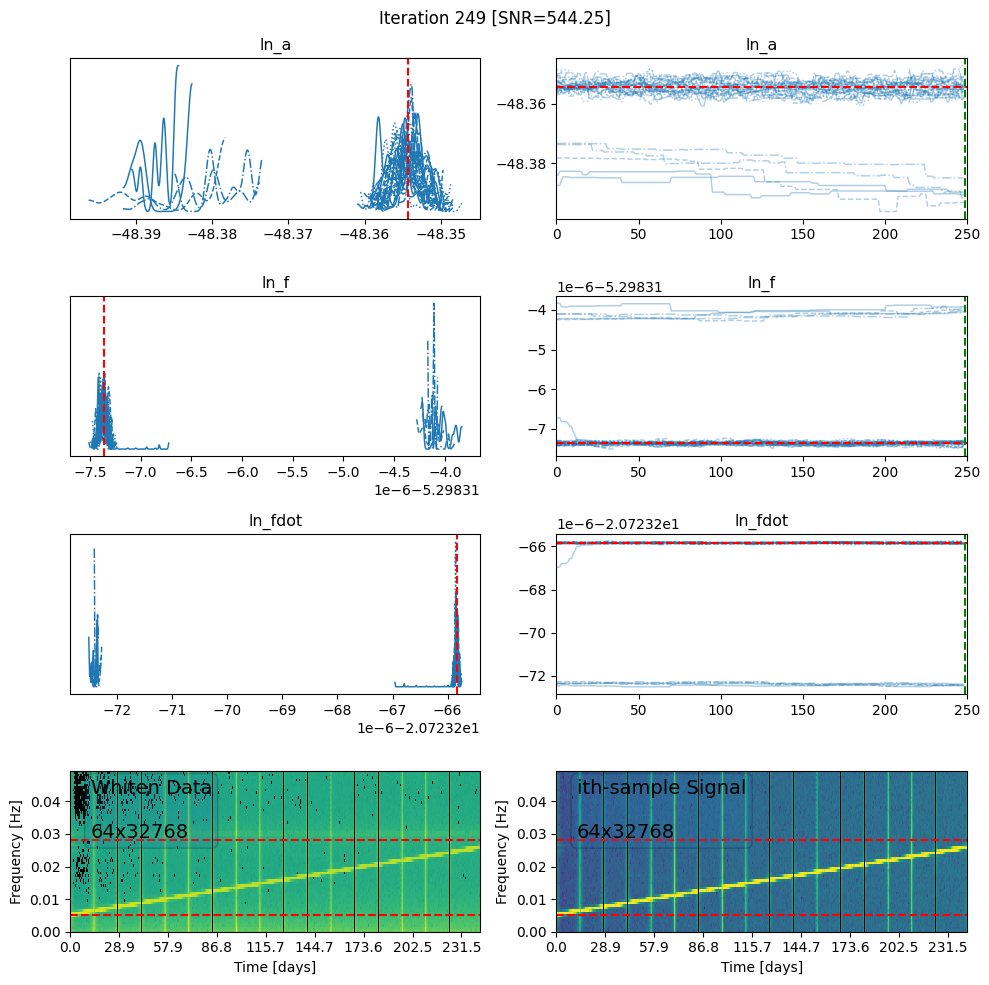 Iteration 249 [SNR=544.25]
ln_a
ln_a
−48.36
−48.38
−48.39 −48.38 −48.37 −48.36 −48.35
0 50 100 150 200 250
ln_f
1e−6−5.29831
ln_f
−4
−5
−6
−7
−7.5 −7.0 −6.5 −6.0 −5.5 −5.0 −4.5 −4.0
1e−6−5.29831
0 50 100 150 200 250
ln_fdot
1e−6−2.07232e1
ln_fdot
−66
−68
−70
−72
−72 −71 −70 −69 −68 −67 −66
1e−6−2.07232e1
0 50 100 150 200 250
Whiten Data
64x32768
Frequency [Hz]
0.04
0.03
0.02
0.01
0.00
0.0 28.9 57.9 86.8 115.7 144.7 173.6 202.5 231.5
Time [days]
ith-sample Signal
64x32768
Frequency [Hz]
0.04
0.03
0.02
0.01
0.00
0.0 28.9 57.9 86.8 115.7 144.7 173.6 202.5 231.5
Time [days]